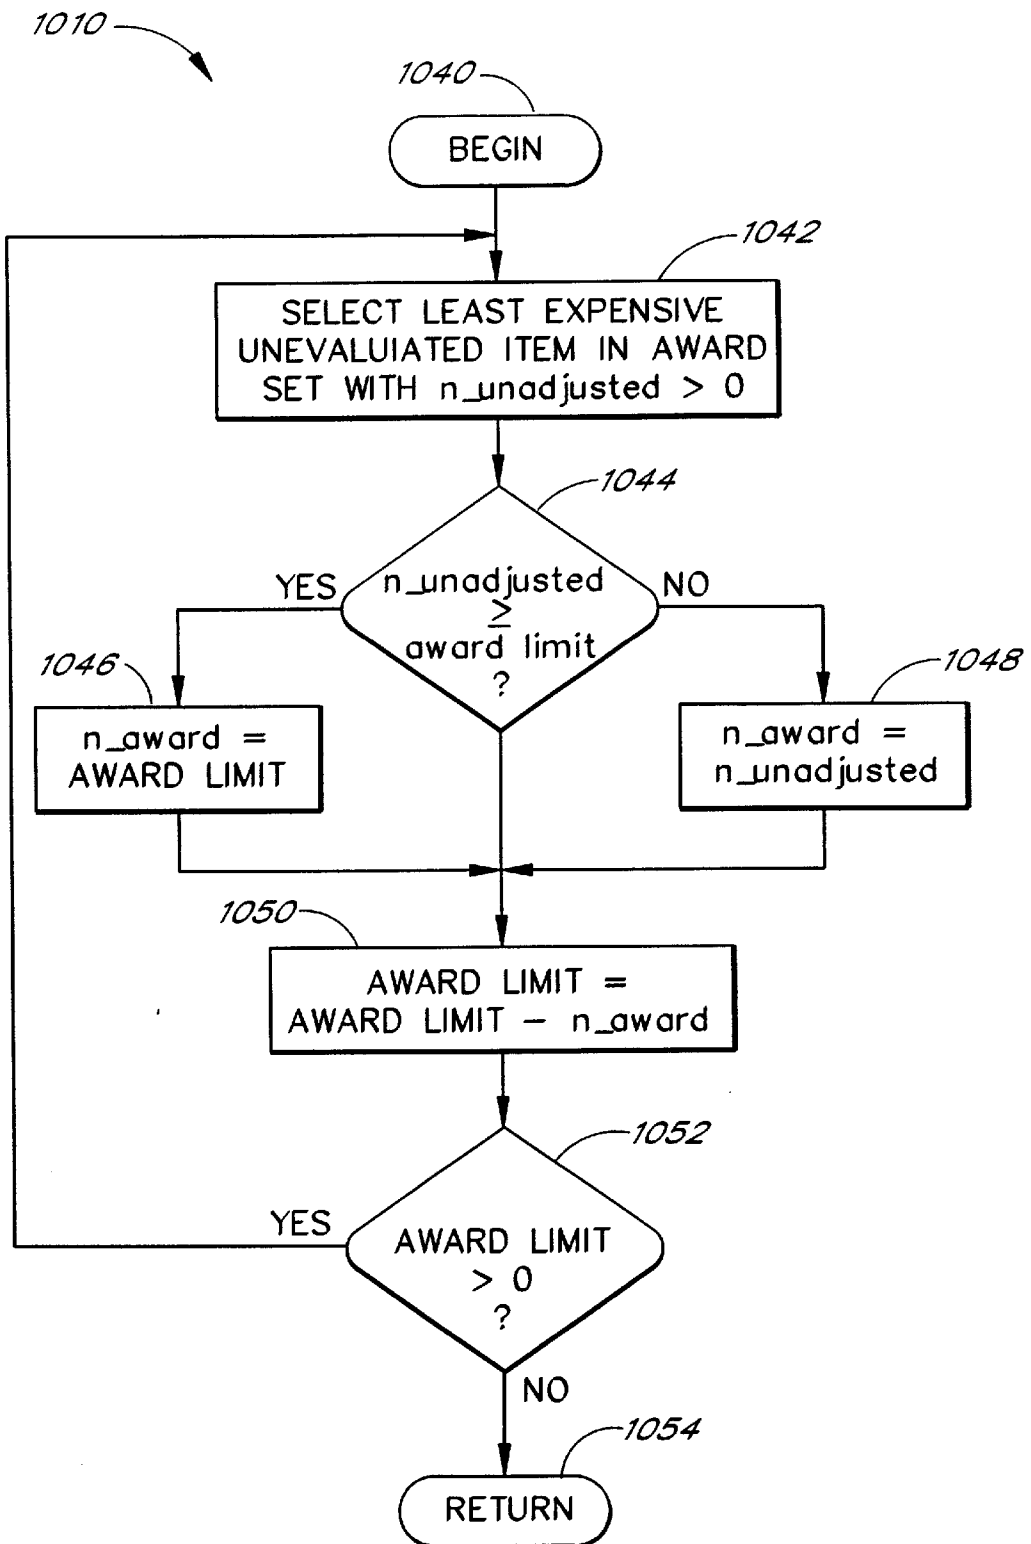 1010
1040
BEGIN
1042
SELECT LEAST EXPENSIVE
UNEVALUIATED ITEM IN AWARD
SET WITH n_unadjusted > 0
1044
YES
n_unadjusted
≥
award limit
?
NO
1046
n_award =
AWARD LIMIT
1048
n_award =
n_unadjusted
1050
AWARD LIMIT =
AWARD LIMIT - n_award
1052
YES
AWARD LIMIT
> 0
?
NO
1054
RETURN